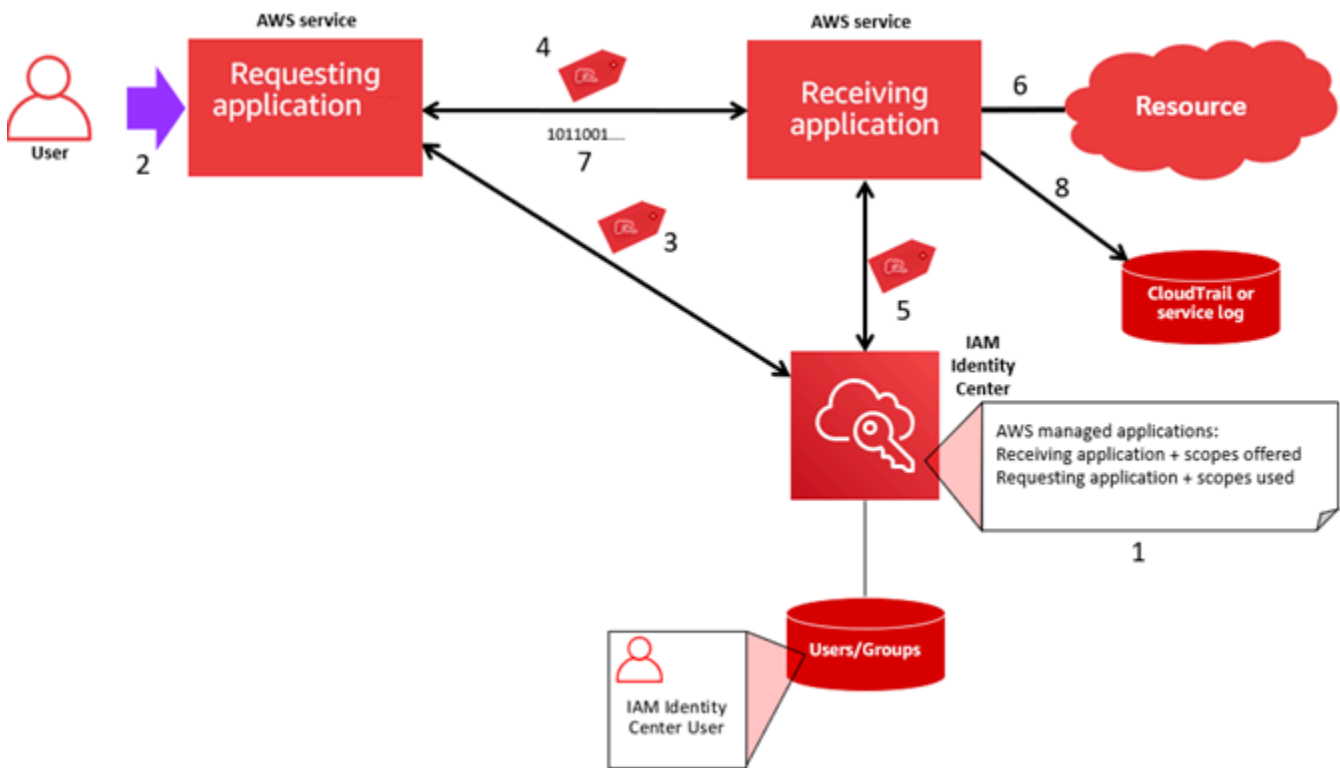 AWS service
Requesting
application
User
2
4
1011001....
7
AWS service
Receiving
application
6
Resource
8
3
5
CloudTrail or
service log
IAM
Identity
Center
AWS managed applications:
Receiving application + scopes offered
Requesting application + scopes used
1
Users/Groups
IAM Identity
Center User